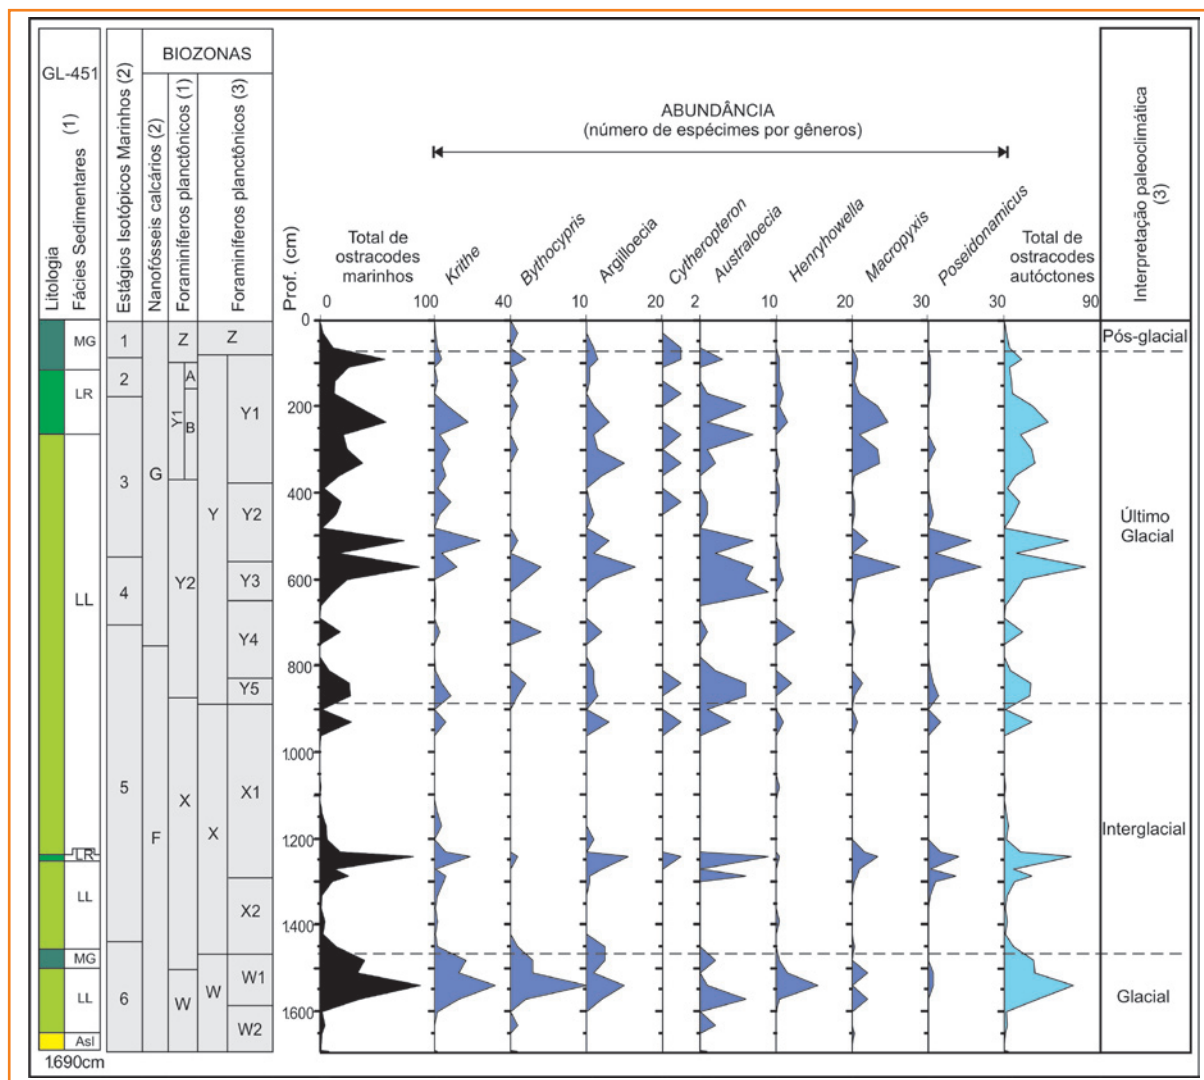 GL-451
Litologia
Fácies Sedimentares (1)
Estágios Isotópicos Marinhos (2)
BIOZONAS
Nanofósseis calcários (2)
Foraminíferos planctônicos (1)
Foraminíferos planctônicos (3)
Prof. (cm)
ABUNDÂNCIA
(número de espécimes por gêneros)
Total de
ostracodes
marinhos
Krithe
Bythocypris
Argilloecia
Cytheropteron
Australoecia
Henryhowella
Macropyxis
Poseidonamicus
Total de
ostracodes
autóctones
Interpretação paleoclimática
(3)
0 100 40 10 20 2 10 20 30 30 90
0
200
400
600
800
1.000
1200
1400
1600
MG
LR
LL
LR
LL
MG
LL
Asl
1.690cm
1
2
3
4
5
6
G
F
Z
Y1
A
B
Y2
X
W
Z
Y
Y1
Y2
Y3
Y4
Y5
X
X1
X2
W
W1
W2
Pós-glacial
Último
Glacial
Interglacial
Glacial